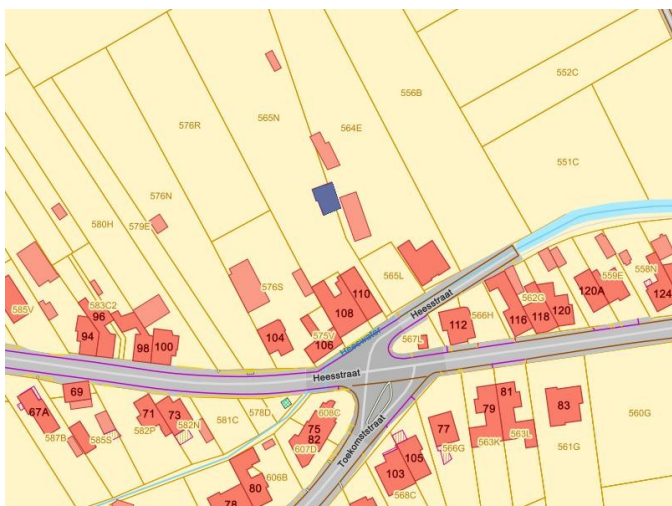 552C
556B
576R
565N
564E
551C
576N
580H
579E
565L
576S
585V
583C2
96
94
98
100
104
575V
106
108
110
Heeswater
Heesstraat
567L
112
566H
562G
116
118
120
120A
559E
558N
124
Heesstraat
69
67A
587B
585S
71
582P
73
582N
581C
578D
608C
75
82
607D
Toekomststraat
77
566G
79
81
563K
563L
83
561G
560G
606B
78
80
103
105
568C